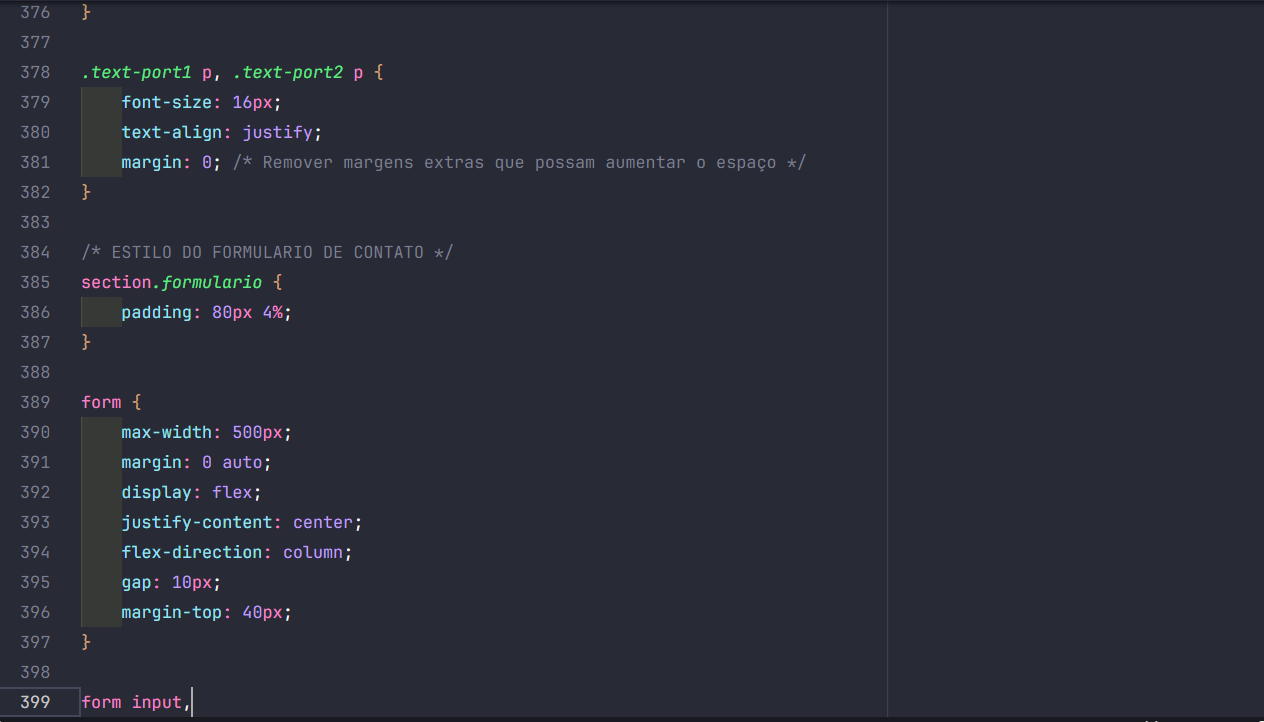 376 }
377
378 .text-port1 p, .text-port2 p {
379     font-size: 16px;
380     text-align: justify;
381     margin: 0; /* Remover margens extras que possam aumentar o espaço */
382 }
383
384 /* ESTILO DO FORMULARIO DE CONTATO */
385 section.formulario {
386     padding: 80px 4%;
387 }
388
389 form {
390     max-width: 500px;
391     margin: 0 auto;
392     display: flex;
393     justify-content: center;
394     flex-direction: column;
395     gap: 10px;
396     margin-top: 40px;
397 }
398
399 form input,